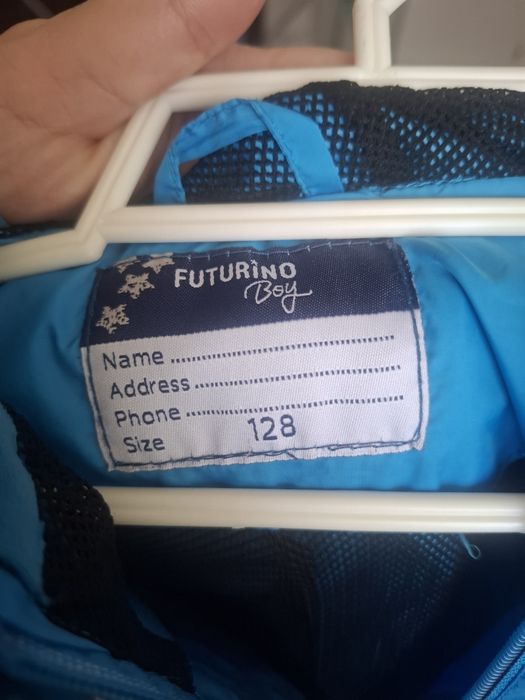 FUTURINO
Boy
Name ........................................
Address ........................................
Phone ........................................
Size 128